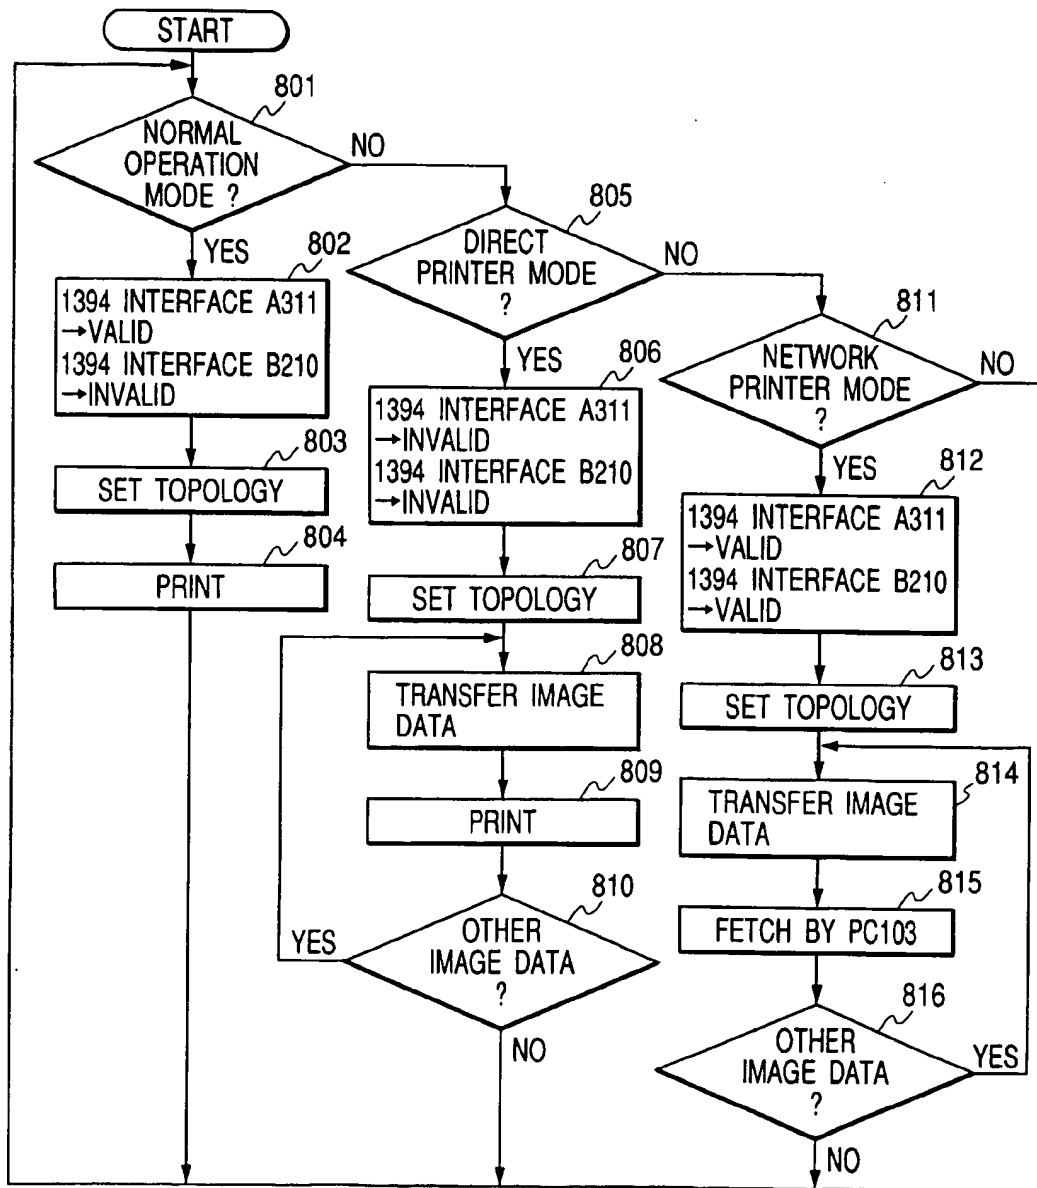 START
801
NORMAL
OPERATION
MODE ?
NO
YES
802
1394 INTERFACE A311
→VALID
1394 INTERFACE B210
→INVALID
803
SET TOPOLOGY
804
PRINT
805
DIRECT
PRINTER MODE
?
NO
YES
806
1394 INTERFACE A311
→INVALID
1394 INTERFACE B210
→INVALID
807
SET TOPOLOGY
808
TRANSFER IMAGE
DATA
809
PRINT
810
OTHER
IMAGE DATA
?
YES
NO
811
NETWORK
PRINTER MODE
?
NO
YES
812
1394 INTERFACE A311
→VALID
1394 INTERFACE B210
→VALID
813
SET TOPOLOGY
814
TRANSFER IMAGE
DATA
815
FETCH BY PC103
816
OTHER
IMAGE DATA
?
YES
NO